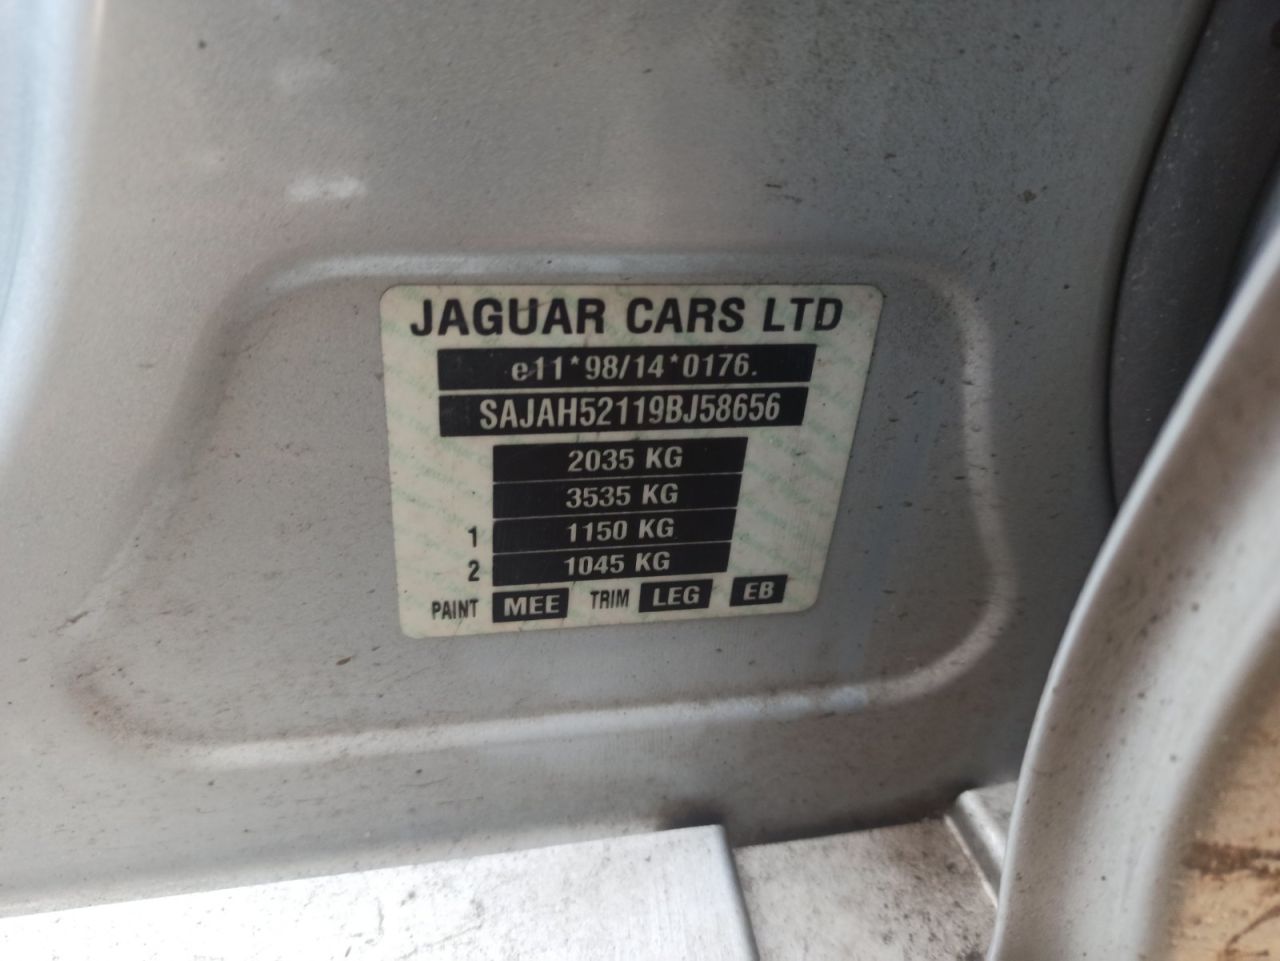 JAGUAR CARS LTD
e11*98/14*0176.
SAJAH52119BJ58656
2035 KG
3535 KG
1 1150 KG
2 1045 KG
PAINT MEE TRIM LEG EB